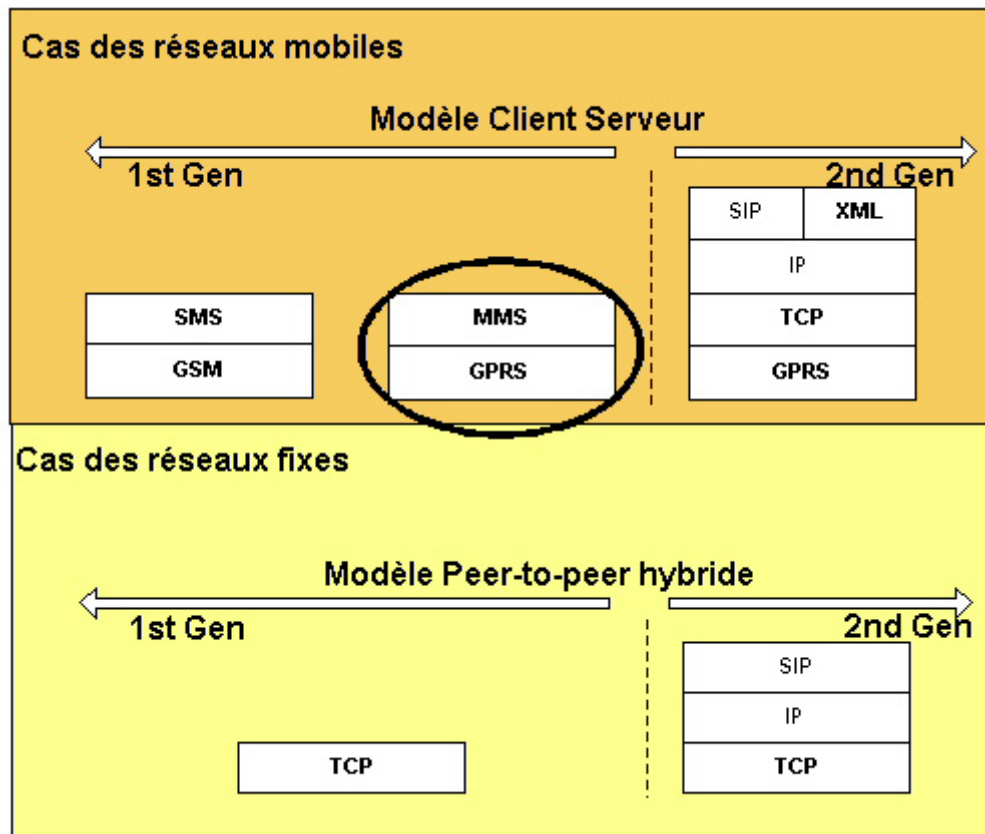 Cas des réseaux mobiles
Modèle Client Serveur
1st Gen
2nd Gen
SIP XML
IP
SMS MMS TCP
GSM GPRS GPRS
Cas des réseaux fixes
Modèle Peer-to-peer hybride
1st Gen
2nd Gen
SIP
IP
TCP TCP